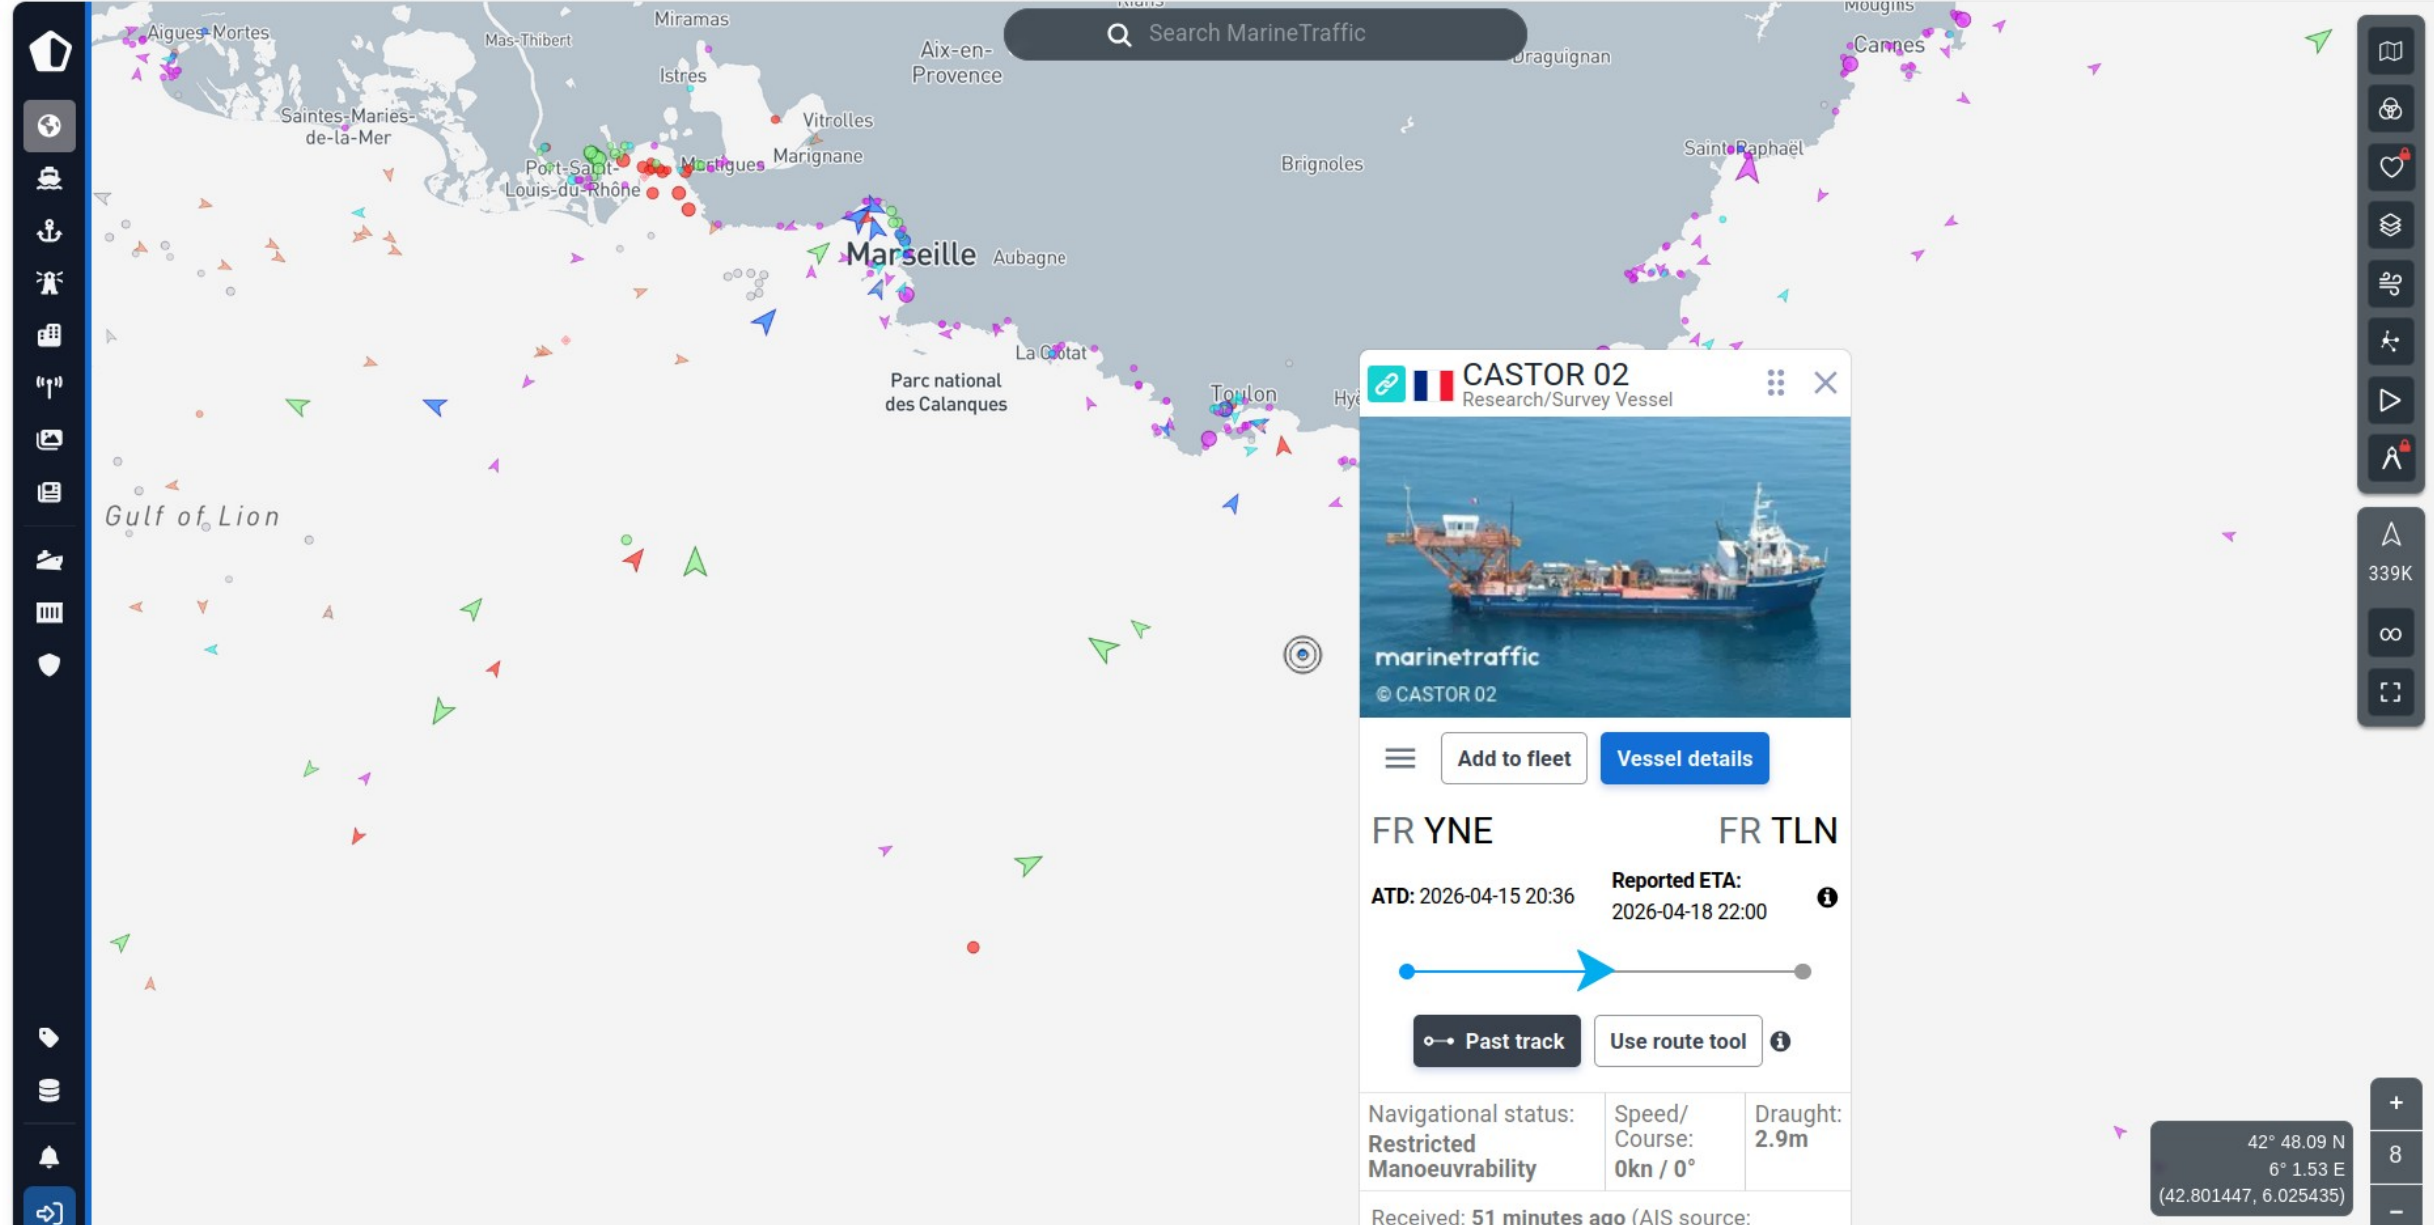 Rians
Miramas
Mougins
Aigues-Mortes
Mas-Thibert
Search MarineTraffic
Cannes
Aix-en-
Provence
Draguignan
Istres
Saintes-Maries-
de-la-Mer
Vitrolles
Saint-Raphaël
Marignane
Martigues
Brignoles
Port-Saint-
Louis-du-Rhône
Marseille
Aubagne
La Ciotat
Parc national
des Calanques
Toulon
Hyè
Gulf of Lion
CASTOR 02
Research/Survey Vessel
marinetraffic
© CASTOR 02
Add to fleet
Vessel details
FR YNE
FR TLN
ATD: 2026-04-15 20:36
Reported ETA:
2026-04-18 22:00
Past track
Use route tool
Navigational status:
Restricted
Manoeuvrability
Speed/
Course:
0kn / 0°
Draught:
2.9m
Received: 51 minutes ago (AIS source:
339K
+
8
−
42° 48.09 N
6° 1.53 E
(42.801447, 6.025435)